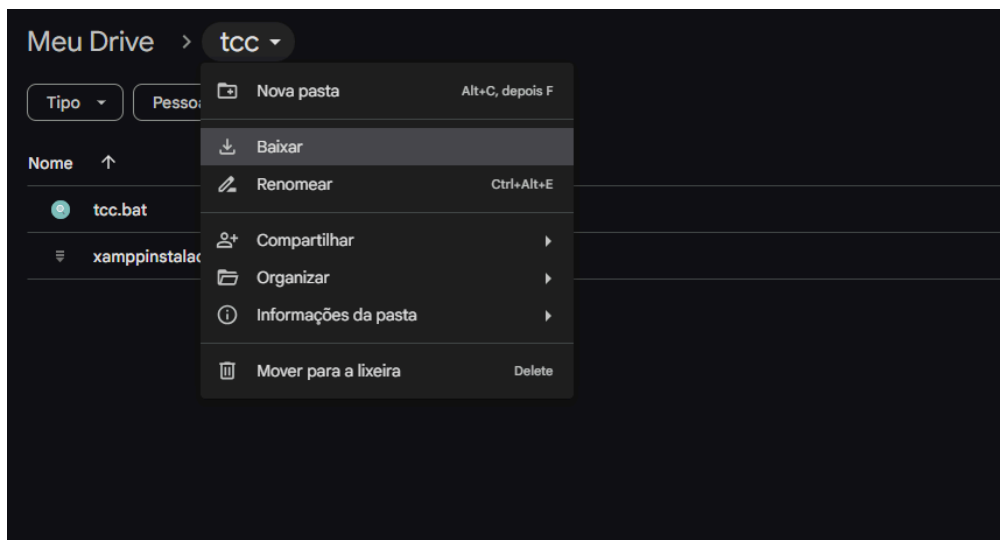 Meu Drive > tcc
Tipo
Nova pasta Alt+C, depois F
Baixar
Nome
Renomear Ctrl+Alt+E
tcc.bat
Compartilhar
Organizar
Informações da pasta
Mover para a lixeira Delete